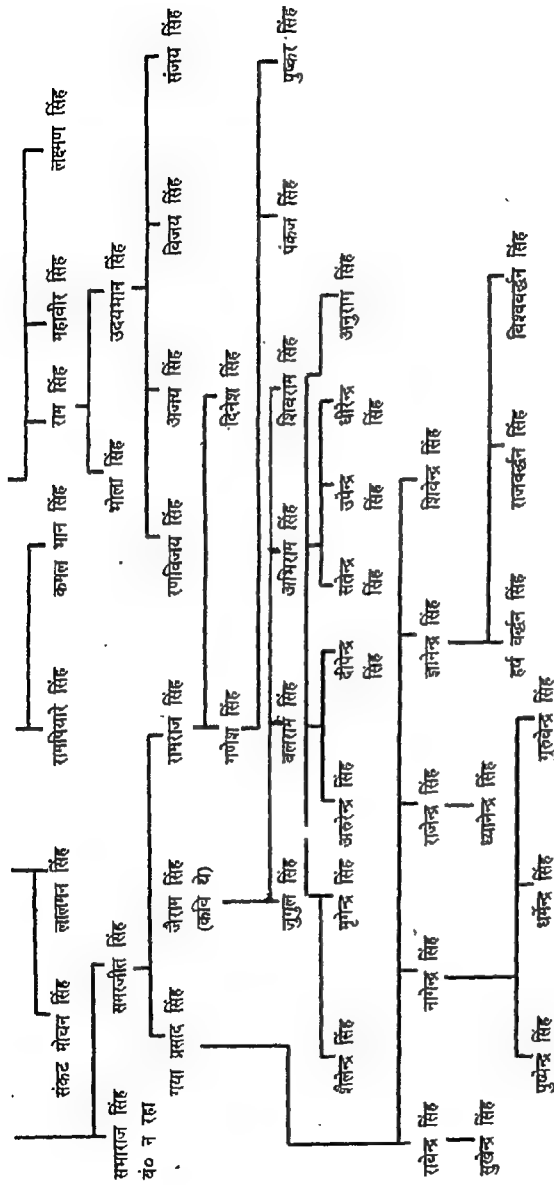 लक्ष्मण सिंह
महावीर सिंह
राम सिंह
कमल भान सिंह
रामपियारे सिंह
लालमन सिंह
संकट मोचन सिंह
उदयभान सिंह
भोला सिंह
समरजीत सिंह
सभाराज सिंह
वं० न रहा
संजय सिंह
विजय सिंह
अजय सिंह
रणविजय सिंह
रामराज सिंह
जैराम सिंह
(कवि थे)
गया प्रसाद सिंह
दिनेश सिंह
गणेश सिंह
पुष्कर सिंह
पंकज सिंह
शिवराम सिंह
अभिराम सिंह
बलराम सिंह
जुगुल सिंह
अनुराग सिंह
धीरेन्द्र
सिंह
उपेन्द्र
सिंह
सतेन्द्र
सिंह
दीपेन्द्र
सिंह
अरुरेन्द्र सिंह
मृगेन्द्र सिंह
शैलेन्द्र सिंह
शिवेन्द्र सिंह
ज्ञानेन्द्र सिंह
राजेन्द्र सिंह
नागेन्द्र सिंह
राघेन्द्र सिंह
विश्ववर्द्धन सिंह
राजवर्द्धन सिंह
हर्ष वर्द्धन सिंह
ध्यानेन्द्र सिंह
सुखेन्द्र सिंह
गुरुवेन्द्र सिंह
धर्मेन्द्र सिंह
पुष्पेन्द्र सिंह